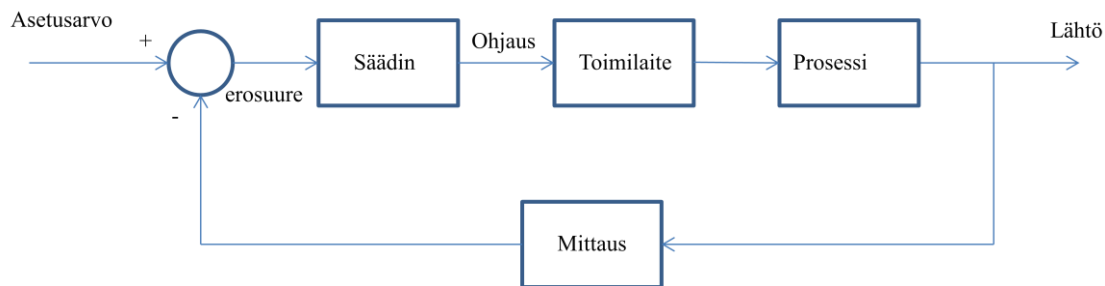 Asetusarvo
+
-
erosuure
Säädin
Ohjaus
Toimilaite
Prosessi
Lähtö
Mittaus